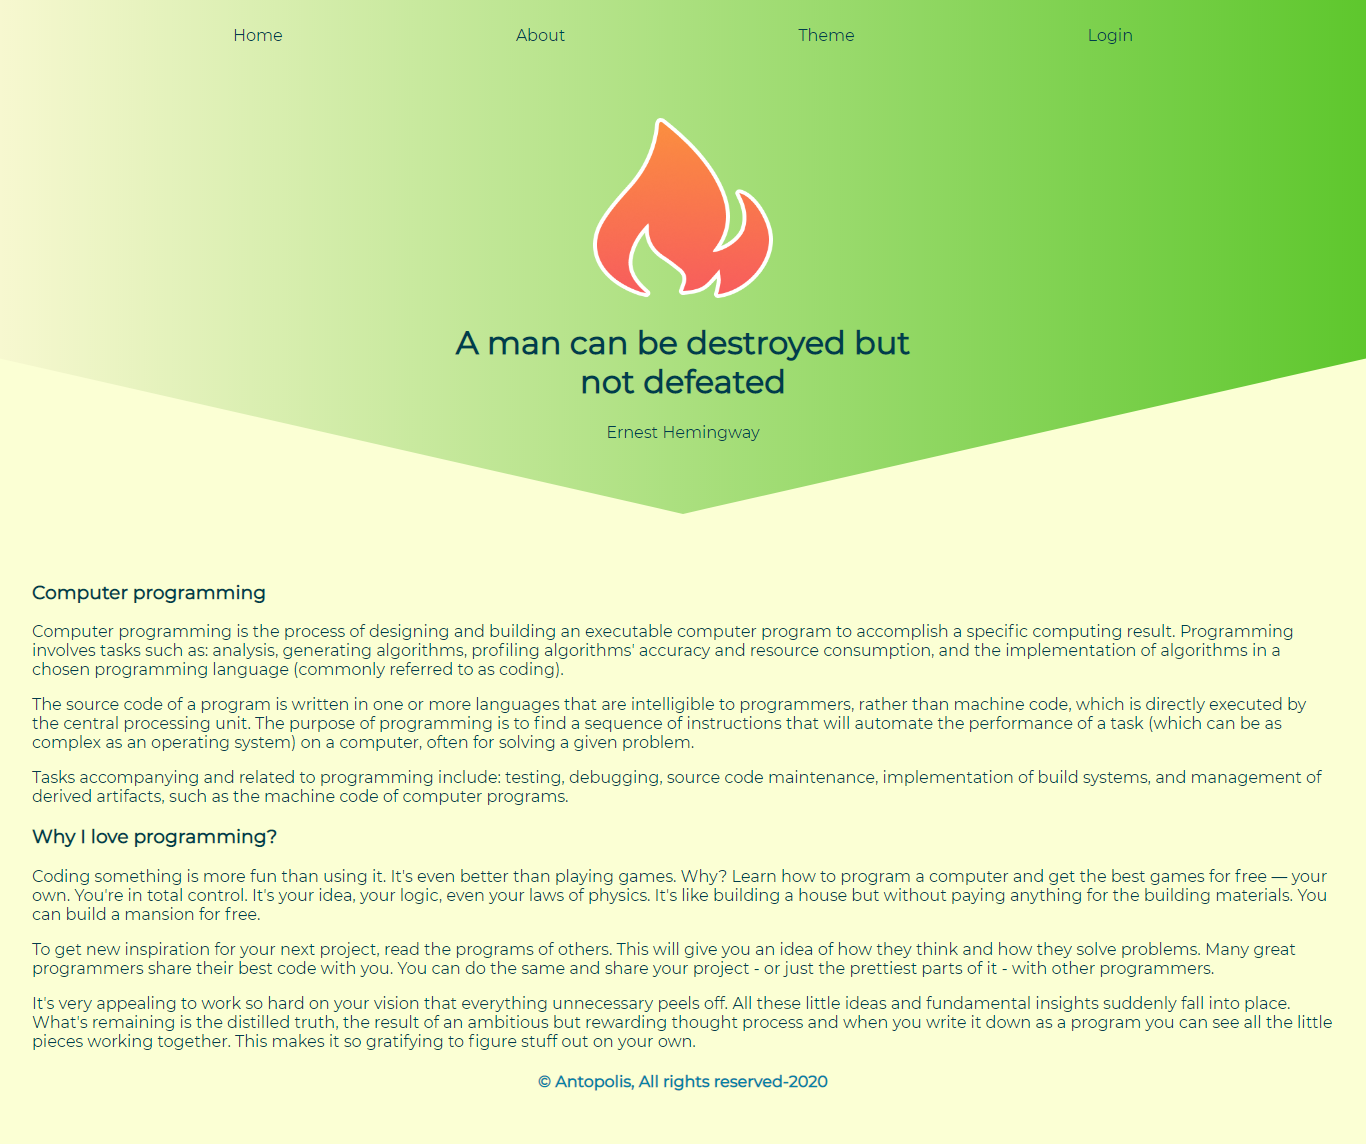 Home About Theme Login
A man can be destroyed but
not defeated
Ernest Hemingway
Computer programming
Computer programming is the process of designing and building an executable computer program to accomplish a specific computing result. Programming
involves tasks such as: analysis, generating algorithms, profiling algorithms' accuracy and resource consumption, and the implementation of algorithms in a
chosen programming language (commonly referred to as coding).
The source code of a program is written in one or more languages that are intelligible to programmers, rather than machine code, which is directly executed by
the central processing unit. The purpose of programming is to find a sequence of instructions that will automate the performance of a task (which can be as
complex as an operating system) on a computer, often for solving a given problem.
Tasks accompanying and related to programming include: testing, debugging, source code maintenance, implementation of build systems, and management of
derived artifacts, such as the machine code of computer programs.
Why I love programming?
Coding something is more fun than using it. It's even better than playing games. Why? Learn how to program a computer and get the best games for free — your
own. You're in total control. It's your idea, your logic, even your laws of physics. It's like building a house but without paying anything for the building materials. You
can build a mansion for free.
To get new inspiration for your next project, read the programs of others. This will give you an idea of how they think and how they solve problems. Many great
programmers share their best code with you. You can do the same and share your project - or just the prettiest parts of it - with other programmers.
It's very appealing to work so hard on your vision that everything unnecessary peels off. All these little ideas and fundamental insights suddenly fall into place.
What's remaining is the distilled truth, the result of an ambitious but rewarding thought process and when you write it down as a program you can see all the little
pieces working together. This makes it so gratifying to figure stuff out on your own.
© Antopolis, All rights reserved-2020